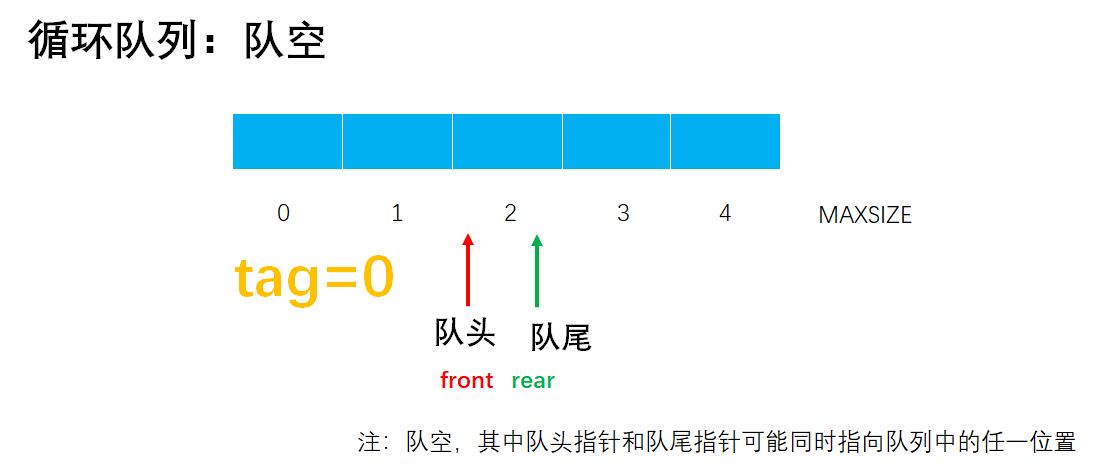 循环队列：队空
0 1 2 3 4 MAXSIZE
tag=0
队头 队尾
front rear
注：队空，其中队头指针和队尾指针可能同时指向队列中的任一位置